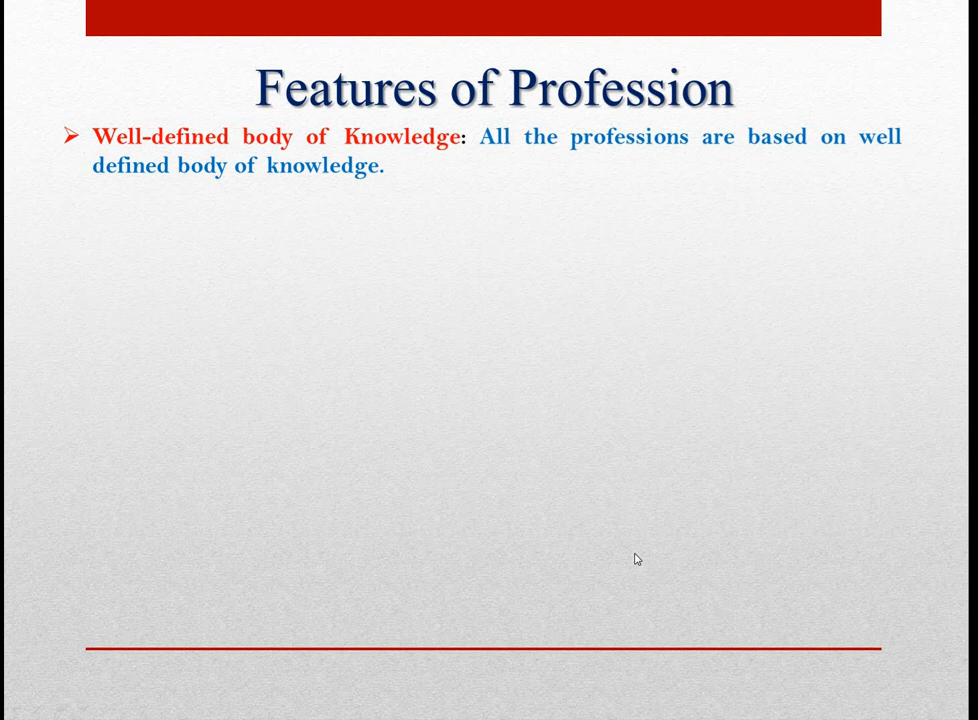 Features of Profession
Well-defined body of Knowledge: All the professions are based on well
defined body of knowledge.